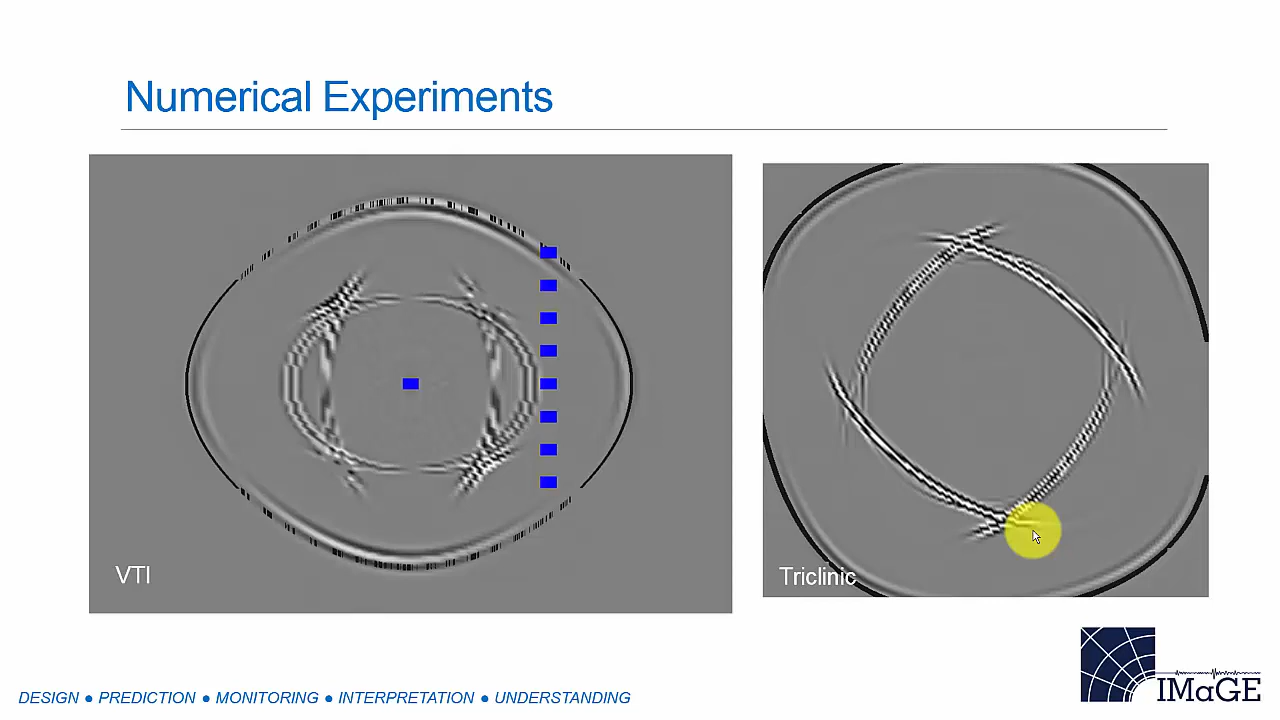 Numerical Experiments
VTI
Triclinic
IMaGE
DESIGN ● PREDICTION ● MONITORING ● INTERPRETATION ● UNDERSTANDING